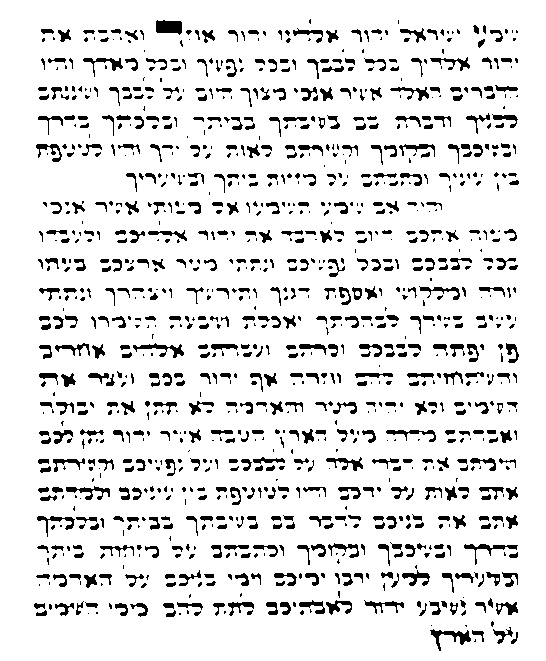 שמע ישראל יהוה אלהינו יהוה אחד ואהבת את
יהוה אלהיך בכל לבבך ובכל נפשך ובכל מאדך והיו
הדברים האלה אשר אנכי מצוך היום על לבבך ושננתם
לבניך ודברת בם בשבתך בביתך ובלכתך בדרך
ובשכבך ובקומך וקשרתם לאות על ידך והיו לטטפת
בין עיניך וכתבתם על מזזות ביתך ובשעריך
והיה אם שמע תשמעו אל מצותי אשר אנכי
מצוה אתכם היום לאהבה את יהוה אלהיכם ולעבדו
בכל לבבכם ובכל נפשכם ונתתי מטר ארצכם בעתו
יורה ומלקוש ואספת דגנך ותירשך ויצהרך ונתתי
עשב בשדך לבהמתך ואכלת ושבעת השמרו לכם
פן יפתה לבבכם וסרתם ועבדתם אלהים אחרים
והשתחויתם להם וחרה אף יהוה בכם ועצר את
השמים ולא יהיה מטר והאדמה לא תתן את יבולה
ואבדתם מהרה מעל הארץ הטבה אשר יהוה נתן לכם
ושמתם את דברי אלה על לבבכם ועל נפשכם וקשרתם
אתם לאות על ידכם והיו לטוטפת בין עיניכם ולמדתם
אתם את בניכם לדבר בם בשבתך בביתך ובלכתך
בדרך ובשכבך ובקומך וכתבתם על מזוזות ביתך
ובשעריך למען ירבו ימיכם וימי בניכם על האדמה
אשר נשבע יהוה לאבתיכם לתת להם כימי השמים
על הארץ